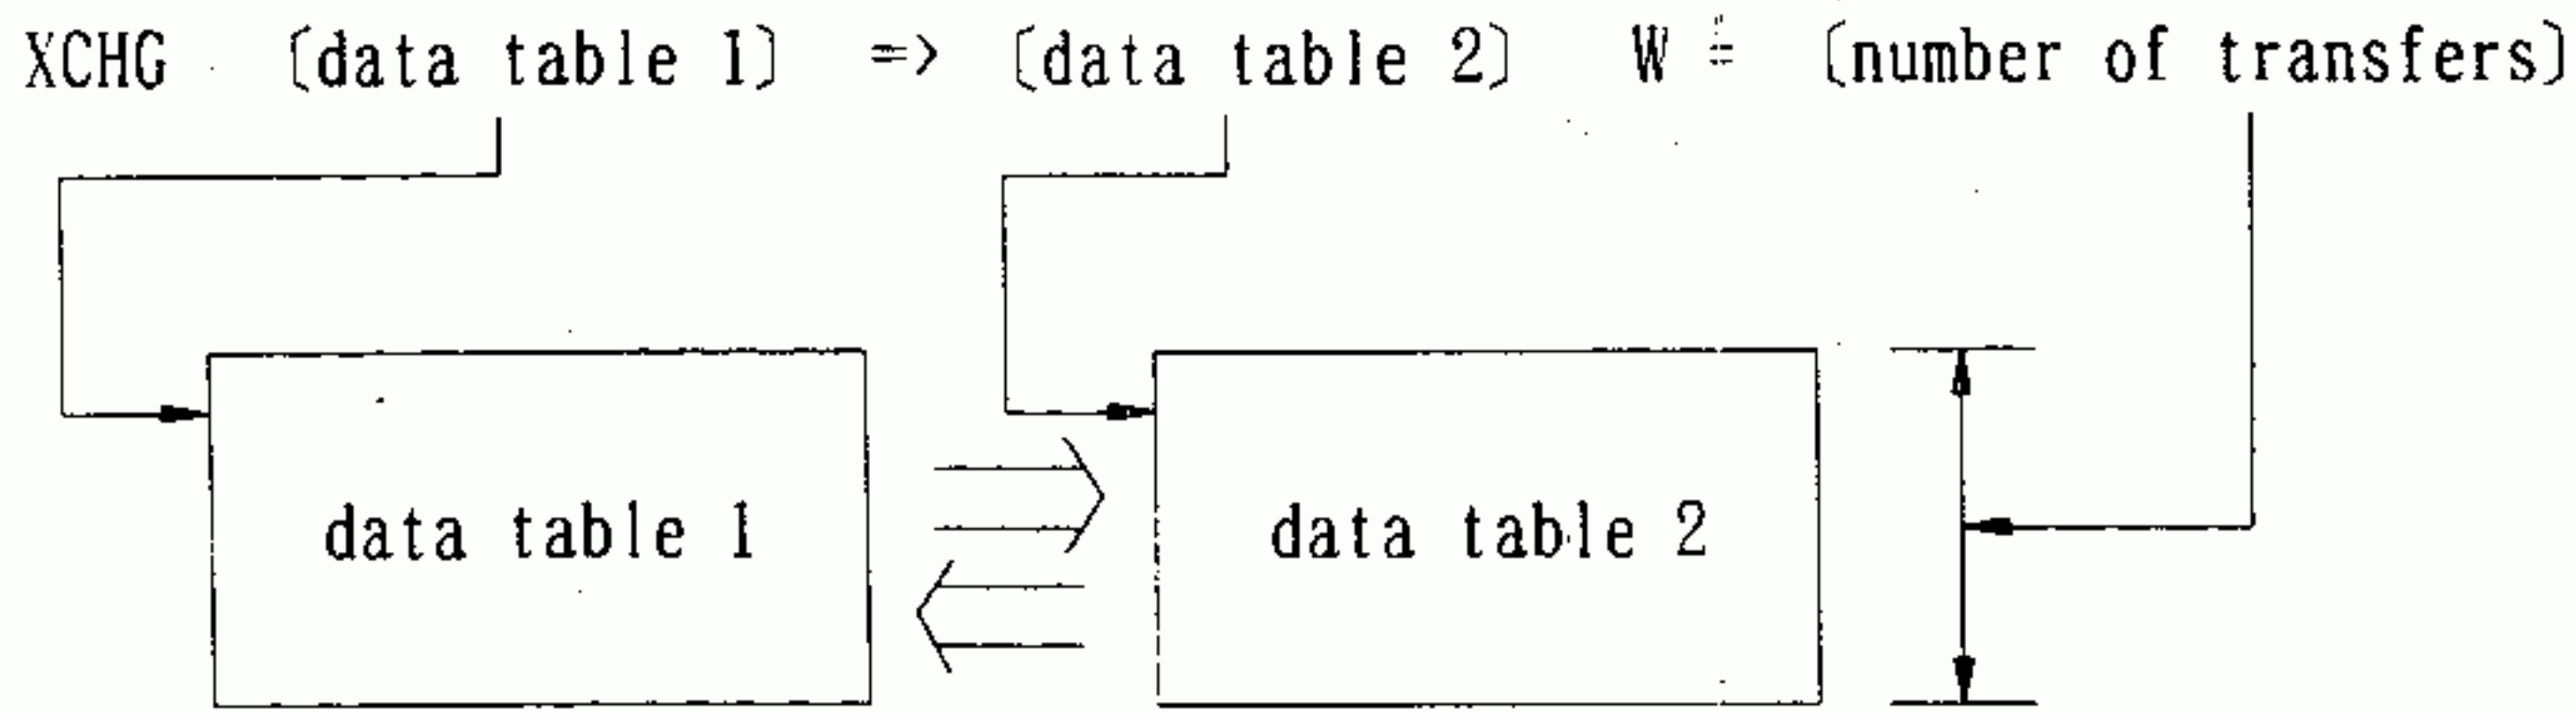 XCHG 〔data table 1〕 => 〔data table 2〕 W = 〔number of transfers〕
data table 1
data table 2